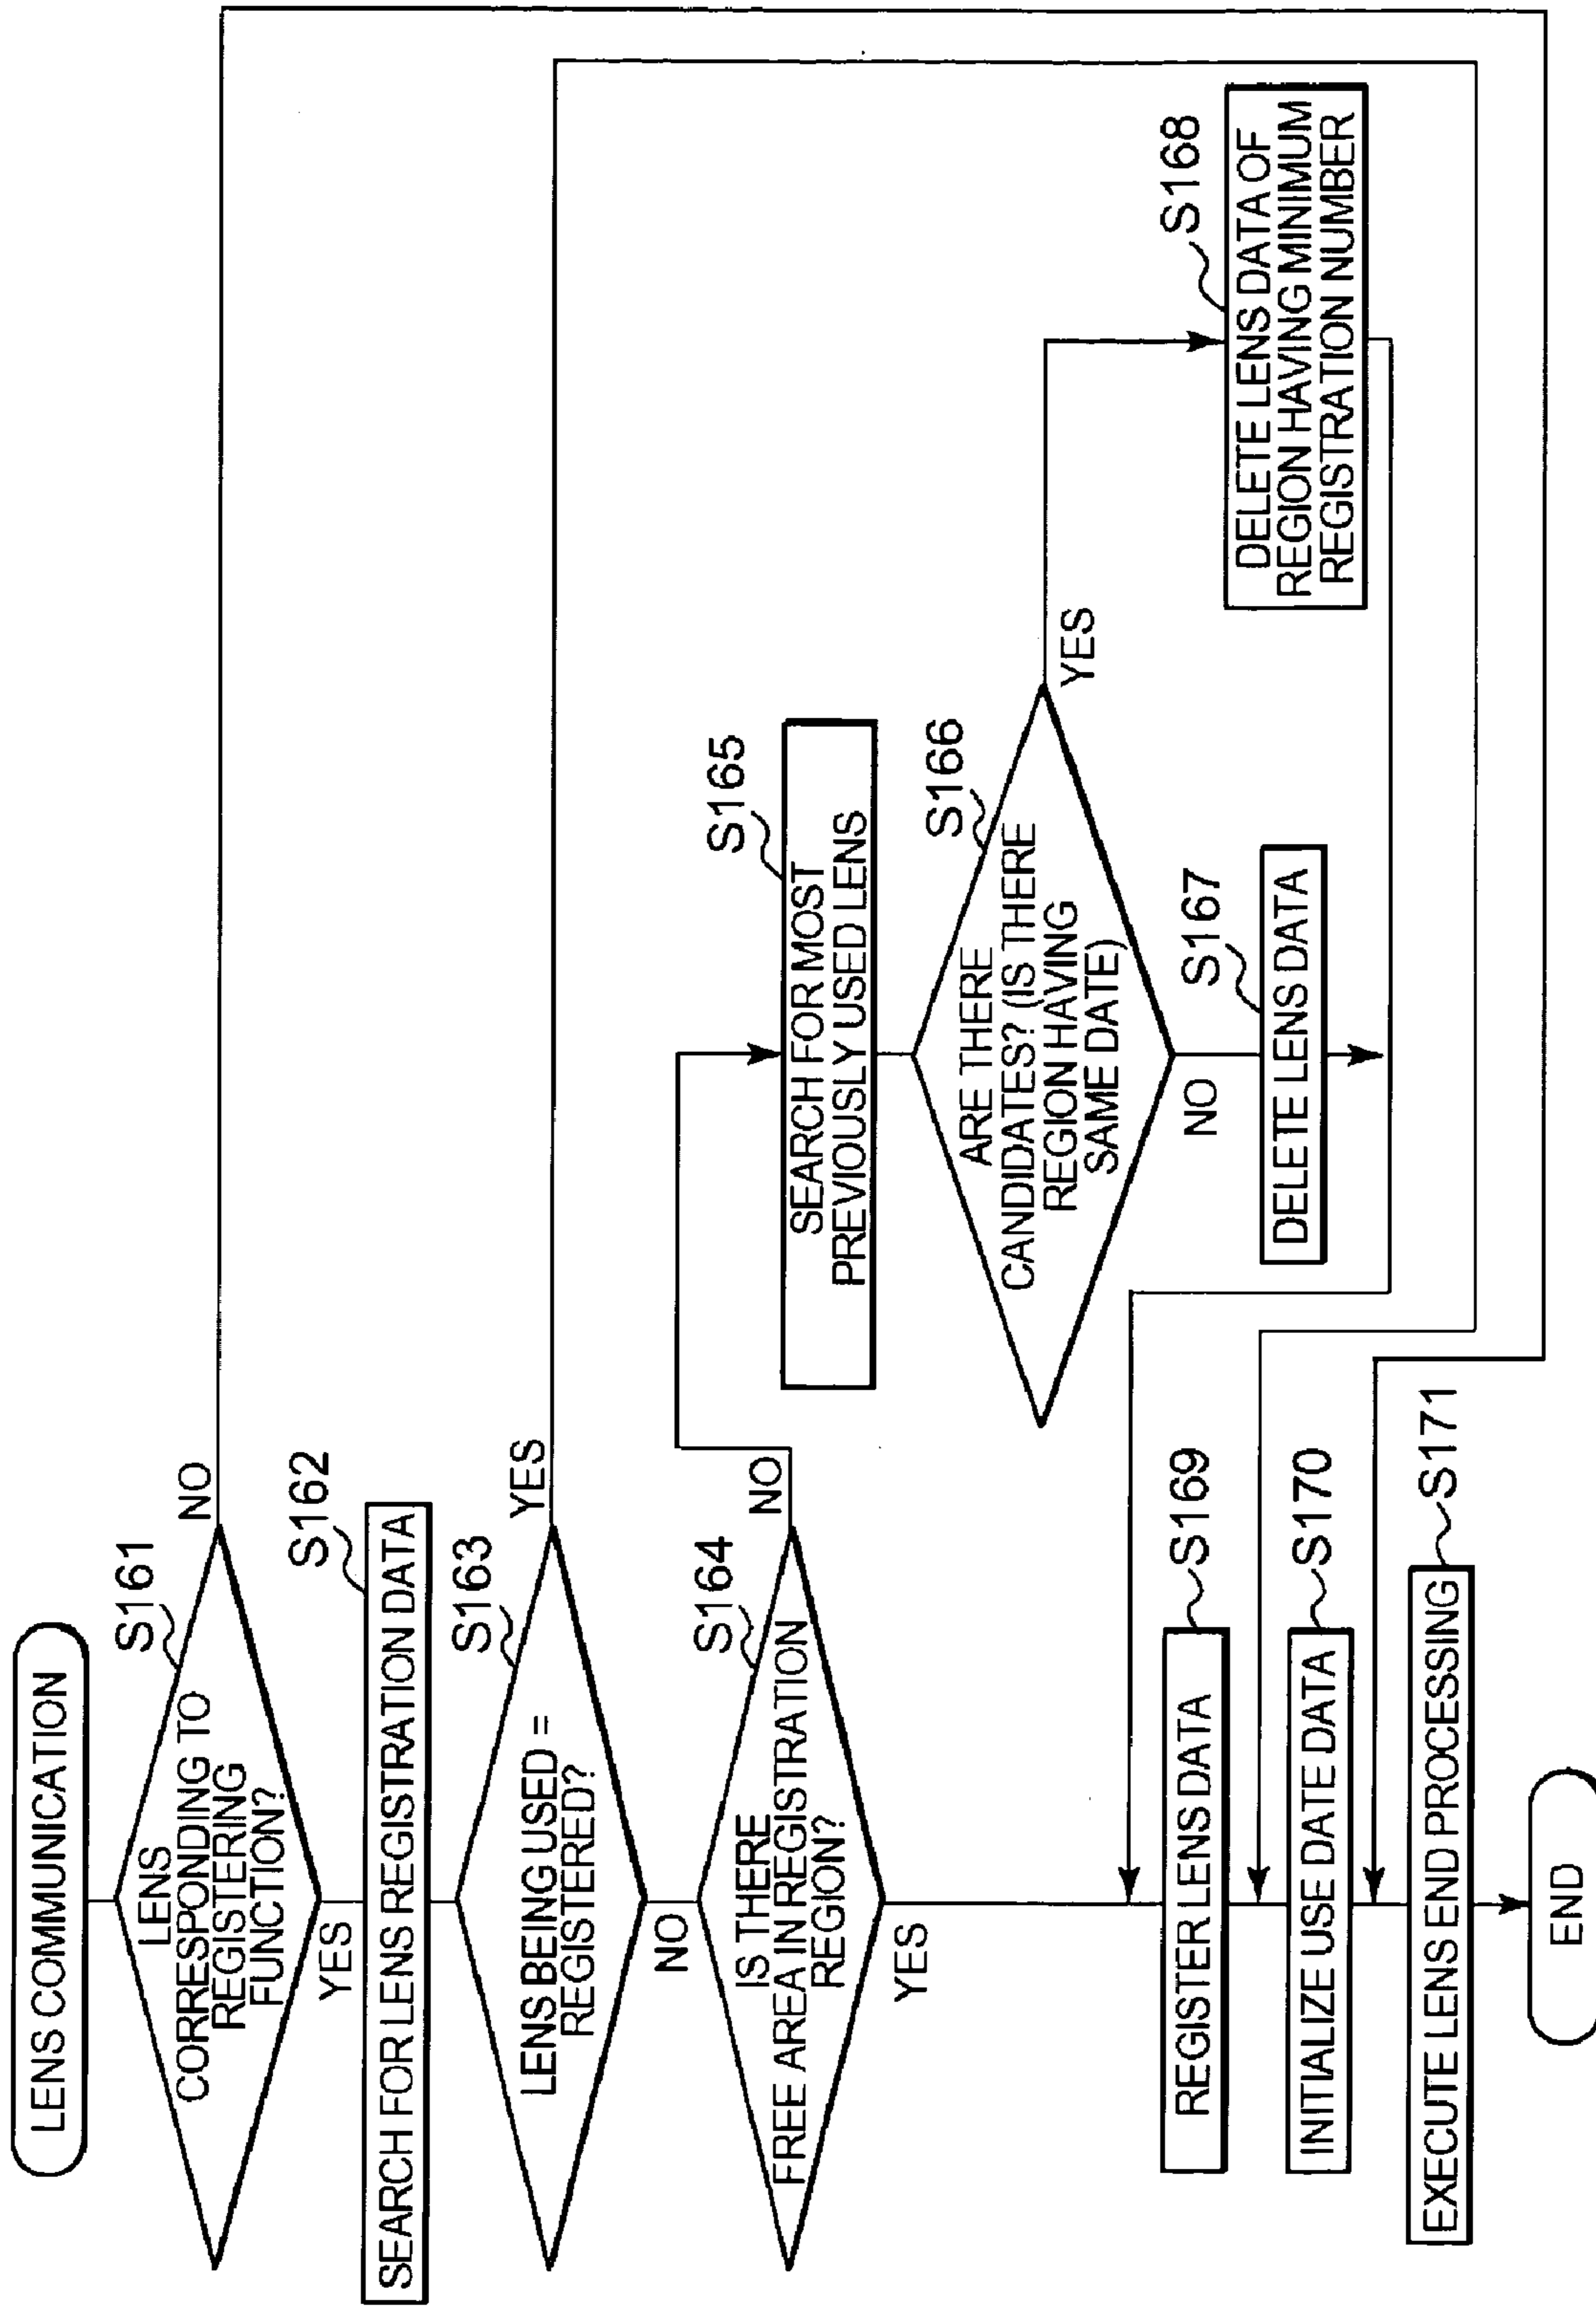 LENS COMMUNICATION
S161
LENS
CORRESPONDING TO
REGISTERING
FUNCTION?
NO
YES
S162
SEARCH FOR LENS REGISTRATION DATA
S163
LENS BEING USED =
REGISTERED?
YES
NO
S164
IS THERE
FREE AREA IN REGISTRATION
REGION?
NO
YES
S165
SEARCH FOR MOST
PREVIOUSLY USED LENS
S166
ARE THERE
CANDIDATES? (IS THERE
REGION HAVING
SAME DATE)
YES
NO
S167
DELETE LENS DATA
S168
DELETE LENS DATA OF
REGION HAVING MINIMUM
REGISTRATION NUMBER
REGISTER LENS DATA
S169
INITIALIZE USE DATE DATA
S170
EXECUTE LENS END PROCESSING
S171
END